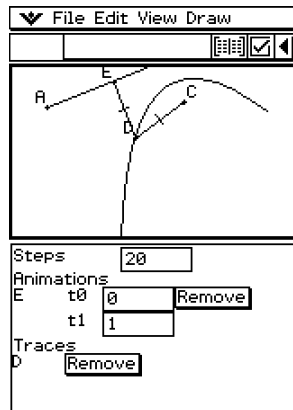 File Edit View Draw
E
A
C
D
Steps 20
Animations
E t0 0 Remove
t1 1
Traces
D Remove